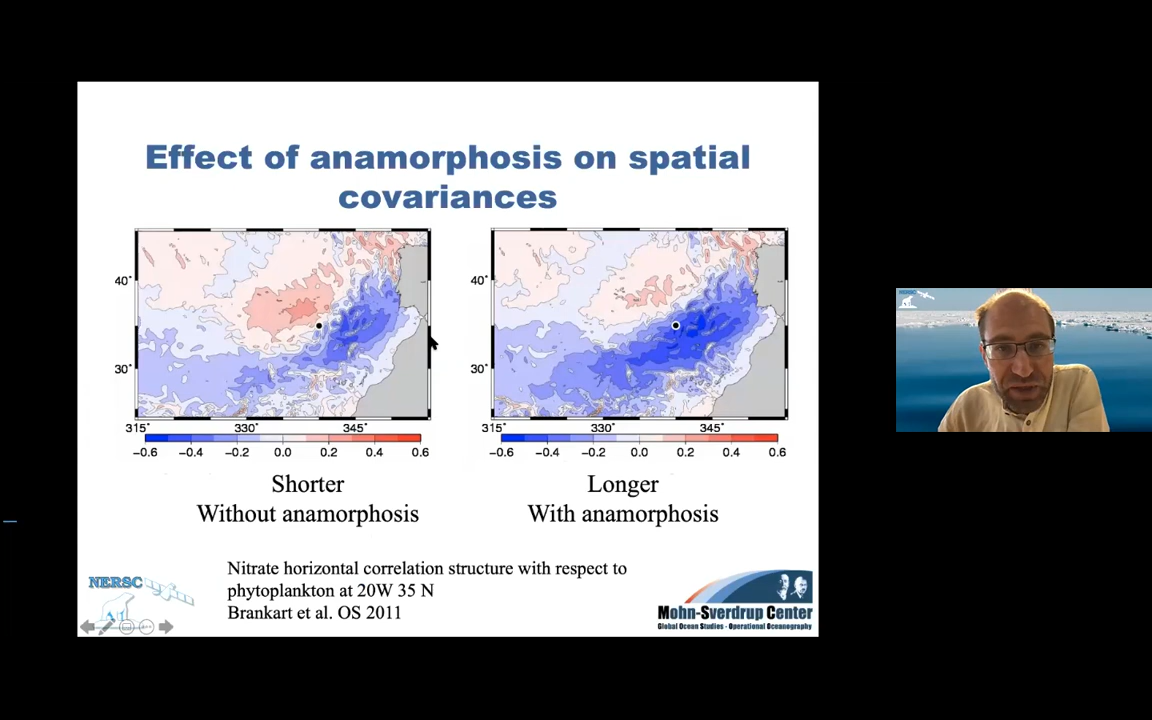 Effect of anamorphosis on spatial
covariances
40°
30°
315° 330° 345°
−0.6 −0.4 −0.2 0.0 0.2 0.4 0.6
40°
30°
315° 330° 345°
−0.6 −0.4 −0.2 0.0 0.2 0.4 0.6
Shorter
Without anamorphosis
Longer
With anamorphosis
Nitrate horizontal correlation structure with respect to
phytoplankton at 20W 35 N
Brankart et al. OS 2011
NERSC
Mohn-Sverdrup Center
Global Ocean Studies - Operational Oceanography